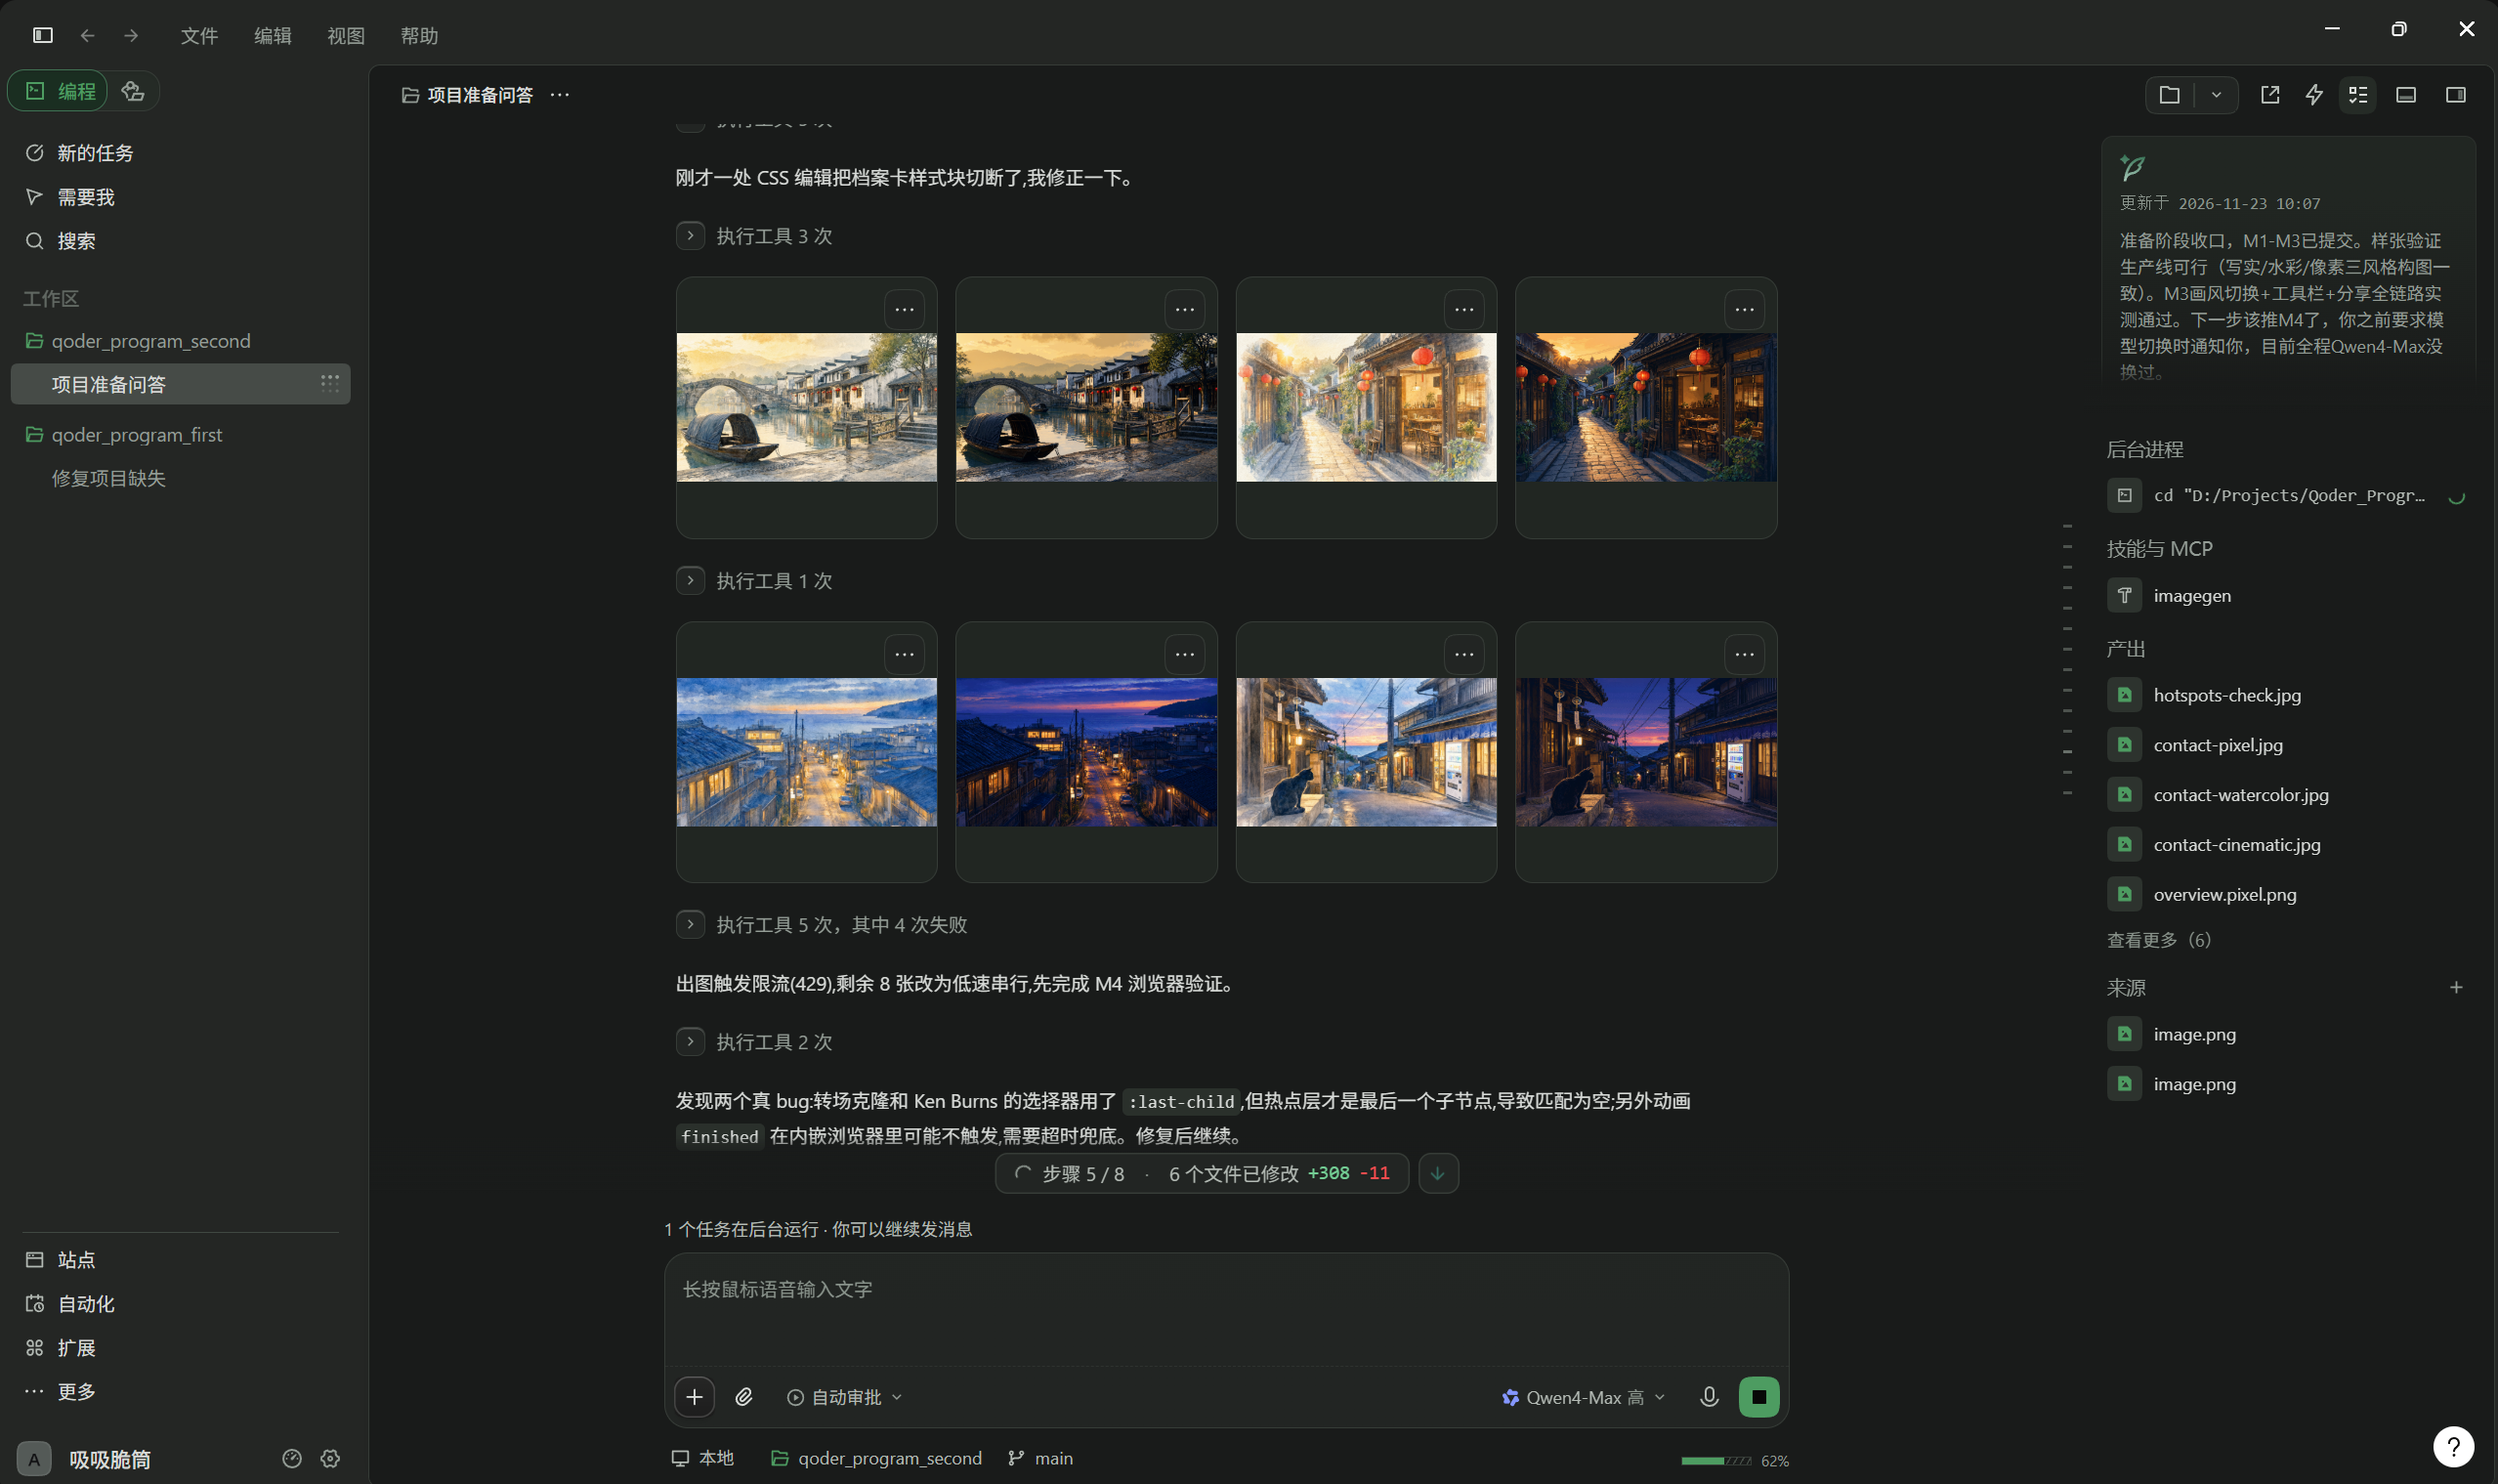 文件 编辑 视图 帮助
编程
新的任务
需要我
搜索
工作区
qoder_program_second
项目准备问答
qoder_program_first
修复项目缺失
站点
自动化
扩展
更多
A 吸吸脆筒
项目准备问答
刚才一处 CSS 编辑把档案卡样式块切断了,我修正一下。
执行工具 3 次
执行工具 1 次
执行工具 5 次，其中 4 次失败
出图触发限流(429),剩余 8 张改为低速串行,先完成 M4 浏览器验证。
执行工具 2 次
发现两个真 bug:转场克隆和 Ken Burns 的选择器用了 :last-child ,但热点层才是最后一个子节点,导致匹配为空;另外动画
finished 在内嵌浏览器里可能不触发,需要超时兜底。修复后继续。
步骤 5 / 8 · 6 个文件已修改 +308 -11
1 个任务在后台运行 · 你可以继续发消息
长按鼠标语音输入文字
自动审批
Qwen4-Max 高
本地
qoder_program_second
main
62%
更新于 2026-11-23 10:07
准备阶段收口，M1-M3已提交。样张验证
生产线可行（写实/水彩/像素三风格构图一
致）。M3画风切换+工具栏+分享全链路实
测通过。下一步该推M4了，你之前要求模
型切换时通知你，目前全程Qwen4-Max没
换过。
后台进程
cd "D:/Projects/Qoder_Progr...
技能与 MCP
imagegen
产出
hotspots-check.jpg
contact-pixel.jpg
contact-watercolor.jpg
contact-cinematic.jpg
overview.pixel.png
查看更多（6）
来源
image.png
image.png
?